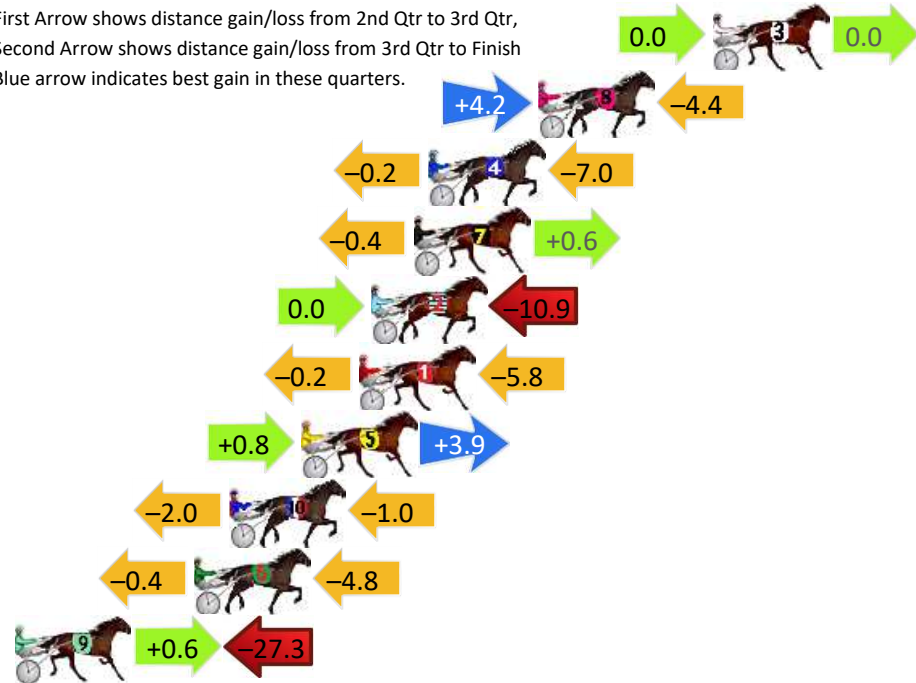 First Arrow shows distance gain/loss from 2nd Qtr to 3rd Qtr,
Second Arrow shows distance gain/loss from 3rd Qtr to Finish
Blue arrow indicates best gain in these quarters.
0.0 3 0.0
+4.2 8 –4.4
–0.2 4 –7.0
–0.4 7 +0.6
0.0 2 –10.9
–0.2 1 –5.8
+0.8 5 +3.9
–2.0 10 –1.0
–0.4 6 –4.8
9 +0.6 –27.3